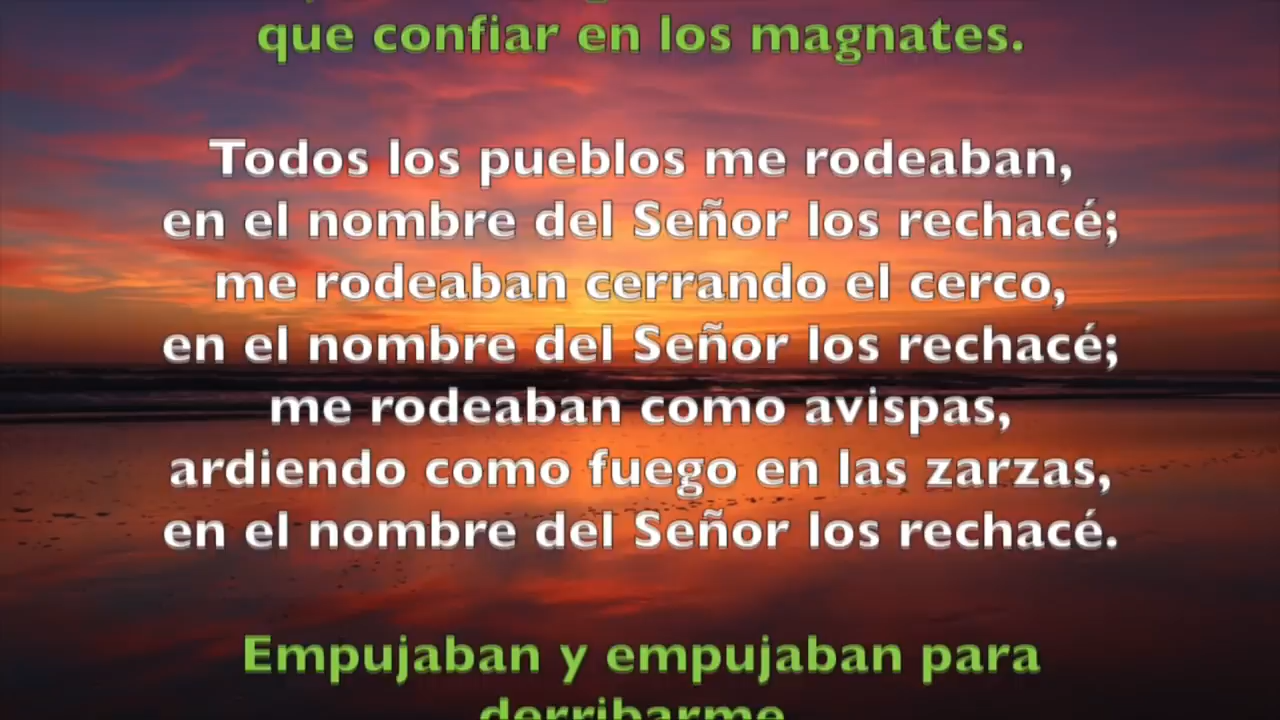 que confiar en los magnates.
Todos los pueblos me rodeaban,
en el nombre del Señor los rechacé;
me rodeaban cerrando el cerco,
en el nombre del Señor los rechacé;
me rodeaban como avispas,
ardiendo como fuego en las zarzas,
en el nombre del Señor los rechacé.
Empujaban y empujaban para
derribarme